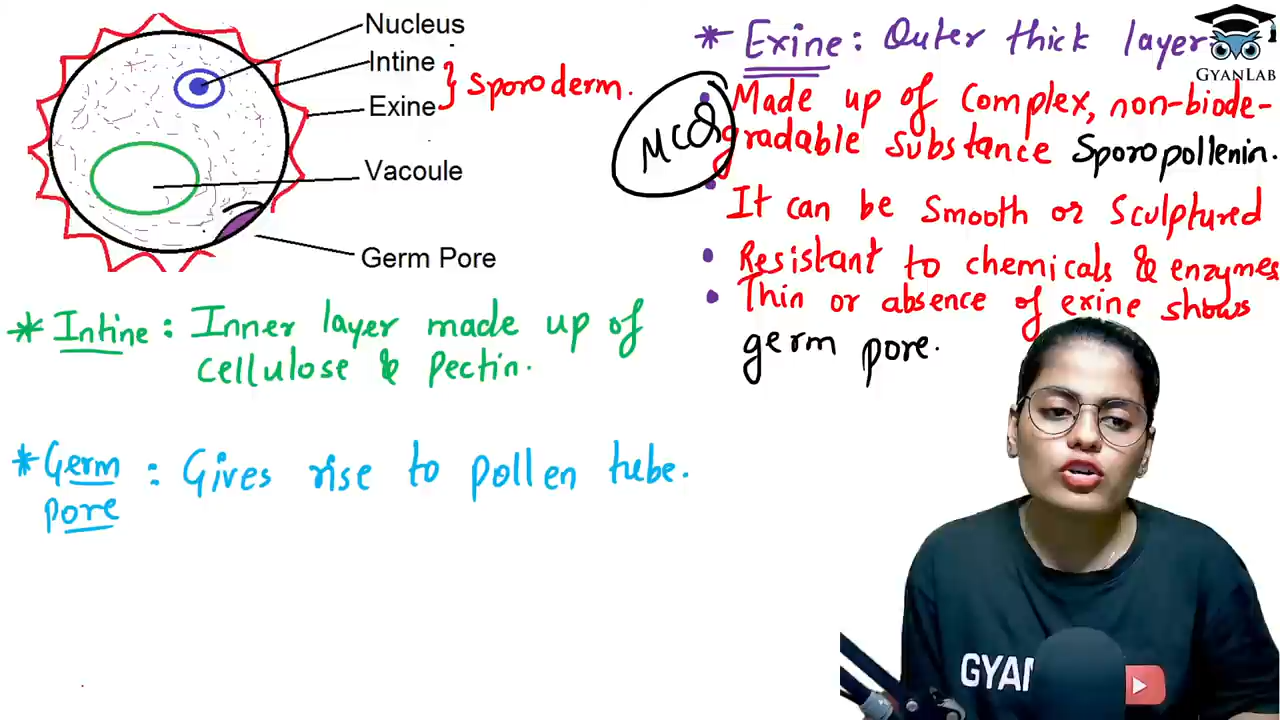 Nucleus
Intine
Exine
} Sporoderm.
Vacoule
Germ Pore
* Intine : Inner layer made up of
cellulose & Pectin.
* Germ pore : Gives rise to pollen tube.
* Exine : Outer thick layer
GYANLAB
MCQ
• Made up of complex, non-biode-
gradable substance Sporopollenin.
• It can be smooth or sculptured
• Resistant to chemicals & enzymes
• Thin or absence of exine shows
germ pore.
GYAN